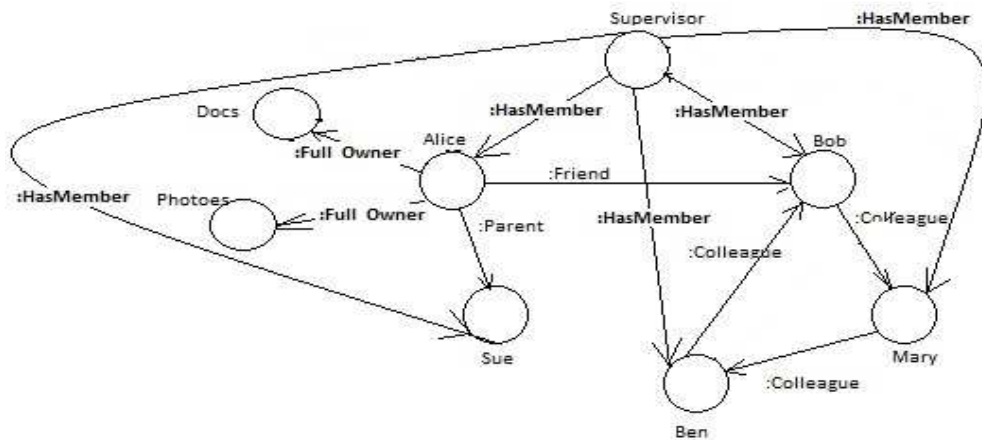 Supervisor
:HasMember
Docs
:HasMember
:HasMember
Alice
Bob
:Full Owner
:Friend
:HasMember
Photoes
:Full Owner
:HasMember
:Parent
:Colleague
:Colleague
Sue
Mary
:Colleague
Ben